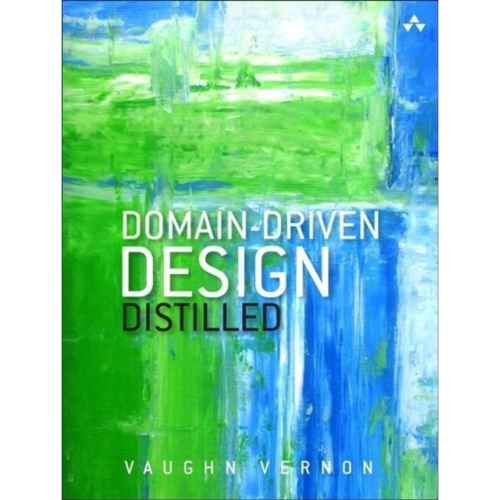 DOMAIN-DRIVEN
DESIGN
DISTILLED
VAUGHN VERNON